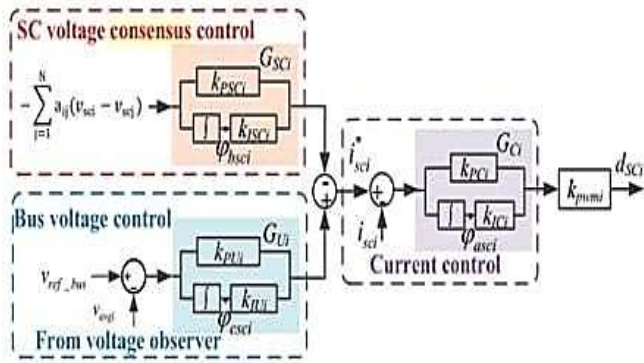 SC voltage consensus control
G_SCi
-∑_{j=1}^{N} a_ij(v_sci − v_scj)
k_PSCi
∫ k_ISCi
φ_bsci
Bus voltage control
G_Ui
k_PUi
v_ref_bus
∫ k_IUi
φ_csci
From voltage observer
i*_sci
i_sci
G_Ci
k_PCi
∫ k_ICi
φ_asci
Current control
k_pwmi
d_SCi